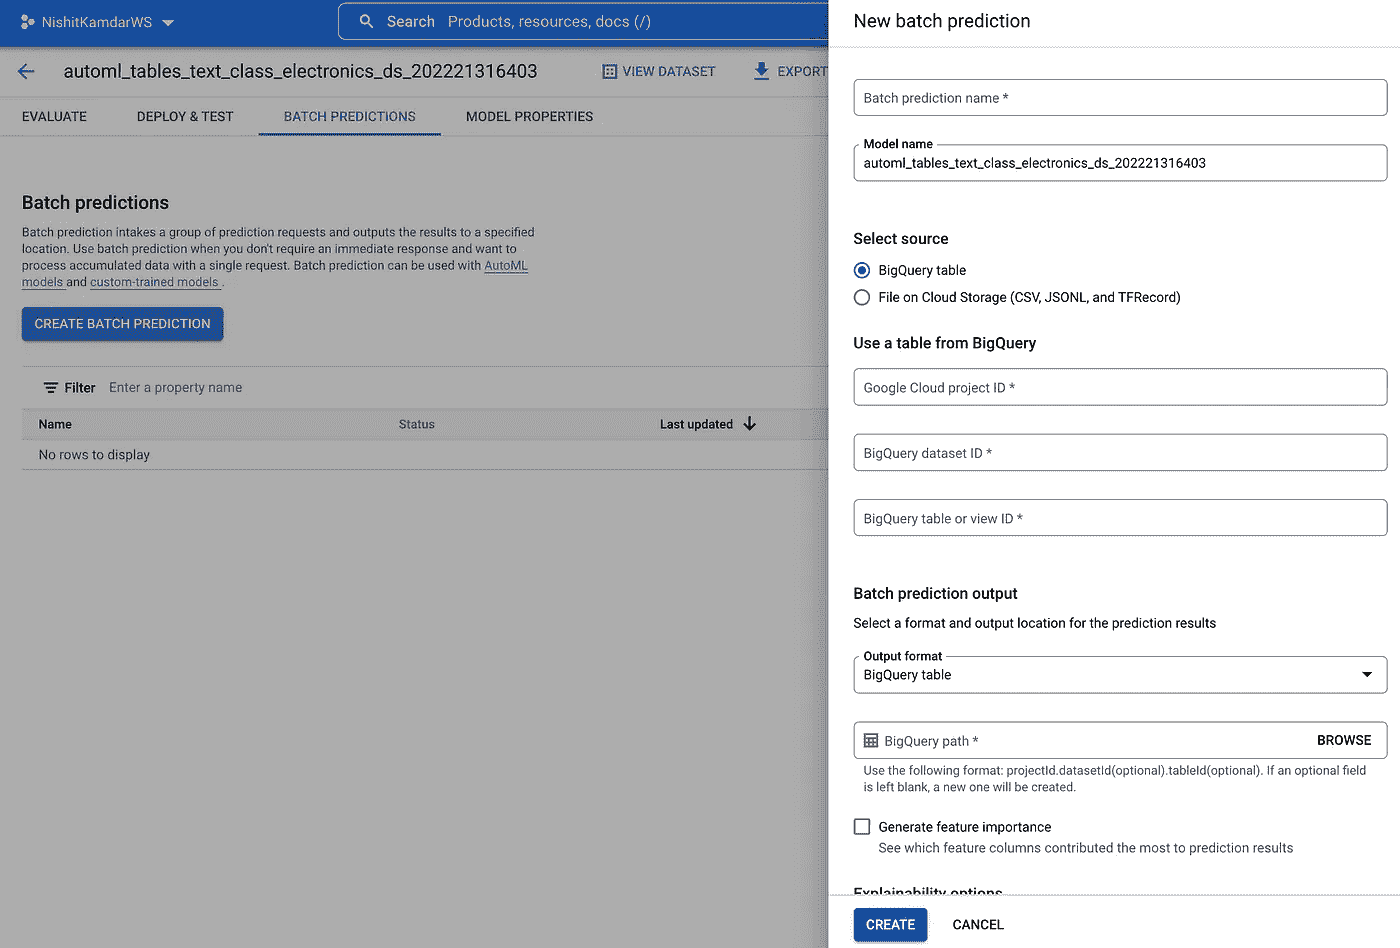 NishitKamdarWS
Search Products, resources, docs (/)
automl_tables_text_class_electronics_ds_202221316403
VIEW DATASET
EXPORT
EVALUATE
DEPLOY & TEST
BATCH PREDICTIONS
MODEL PROPERTIES
Batch predictions
Batch prediction intakes a group of prediction requests and outputs the results to a specified
location. Use batch prediction when you don't require an immediate response and want to
process accumulated data with a single request. Batch prediction can be used with AutoML
models and custom-trained models .
CREATE BATCH PREDICTION
Filter Enter a property name
Name Status Last updated
No rows to display
New batch prediction
Batch prediction name *
Model name
automl_tables_text_class_electronics_ds_202221316403
Select source
BigQuery table
File on Cloud Storage (CSV, JSONL, and TFRecord)
Use a table from BigQuery
Google Cloud project ID *
BigQuery dataset ID *
BigQuery table or view ID *
Batch prediction output
Select a format and output location for the prediction results
Output format
BigQuery table
BigQuery path * BROWSE
Use the following format: projectId.datasetId(optional).tableId(optional). If an optional field
is left blank, a new one will be created.
Generate feature importance
See which feature columns contributed the most to prediction results
Explainability options
CREATE CANCEL